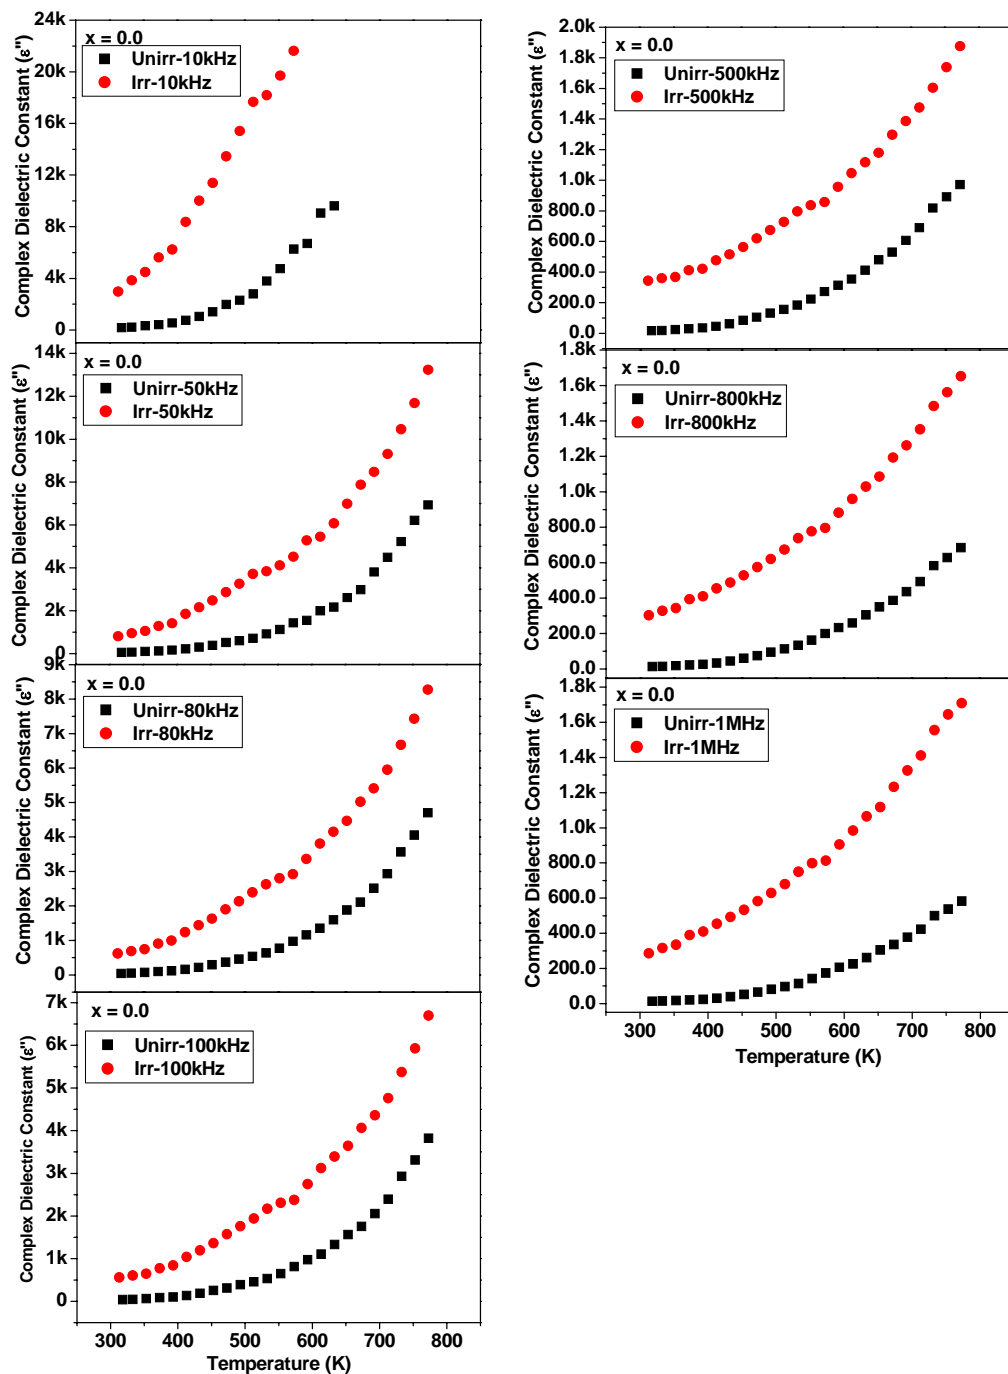 Complex Dielectric Constant (ε'')
24k
20k
16k
12k
8k
4k
0
x = 0.0
Unirr-10kHz
Irr-10kHz
Complex Dielectric Constant (ε'')
14k
12k
10k
8k
6k
4k
2k
0
x = 0.0
Unirr-50kHz
Irr-50kHz
Complex Dielectric Constant (ε'')
9k
8k
7k
6k
5k
4k
3k
2k
1k
0
x = 0.0
Unirr-80kHz
Irr-80kHz
Complex Dielectric Constant (ε'')
7k
6k
5k
4k
3k
2k
1k
0
x = 0.0
Unirr-100kHz
Irr-100kHz
300 400 500 600 700 800
Temperature (K)
Complex Dielectric Constant (ε'')
2.0k
1.8k
1.6k
1.4k
1.2k
1.0k
800.0
600.0
400.0
200.0
0.0
x = 0.0
Unirr-500kHz
Irr-500kHz
Complex Dielectric Constant (ε'')
1.8k
1.6k
1.4k
1.2k
1.0k
800.0
600.0
400.0
200.0
0.0
x = 0.0
Unirr-800kHz
Irr-800kHz
Complex Dielectric Constant (ε'')
1.8k
1.6k
1.4k
1.2k
1.0k
800.0
600.0
400.0
200.0
0.0
x = 0.0
Unirr-1MHz
Irr-1MHz
300 400 500 600 700 800
Temperature (K)